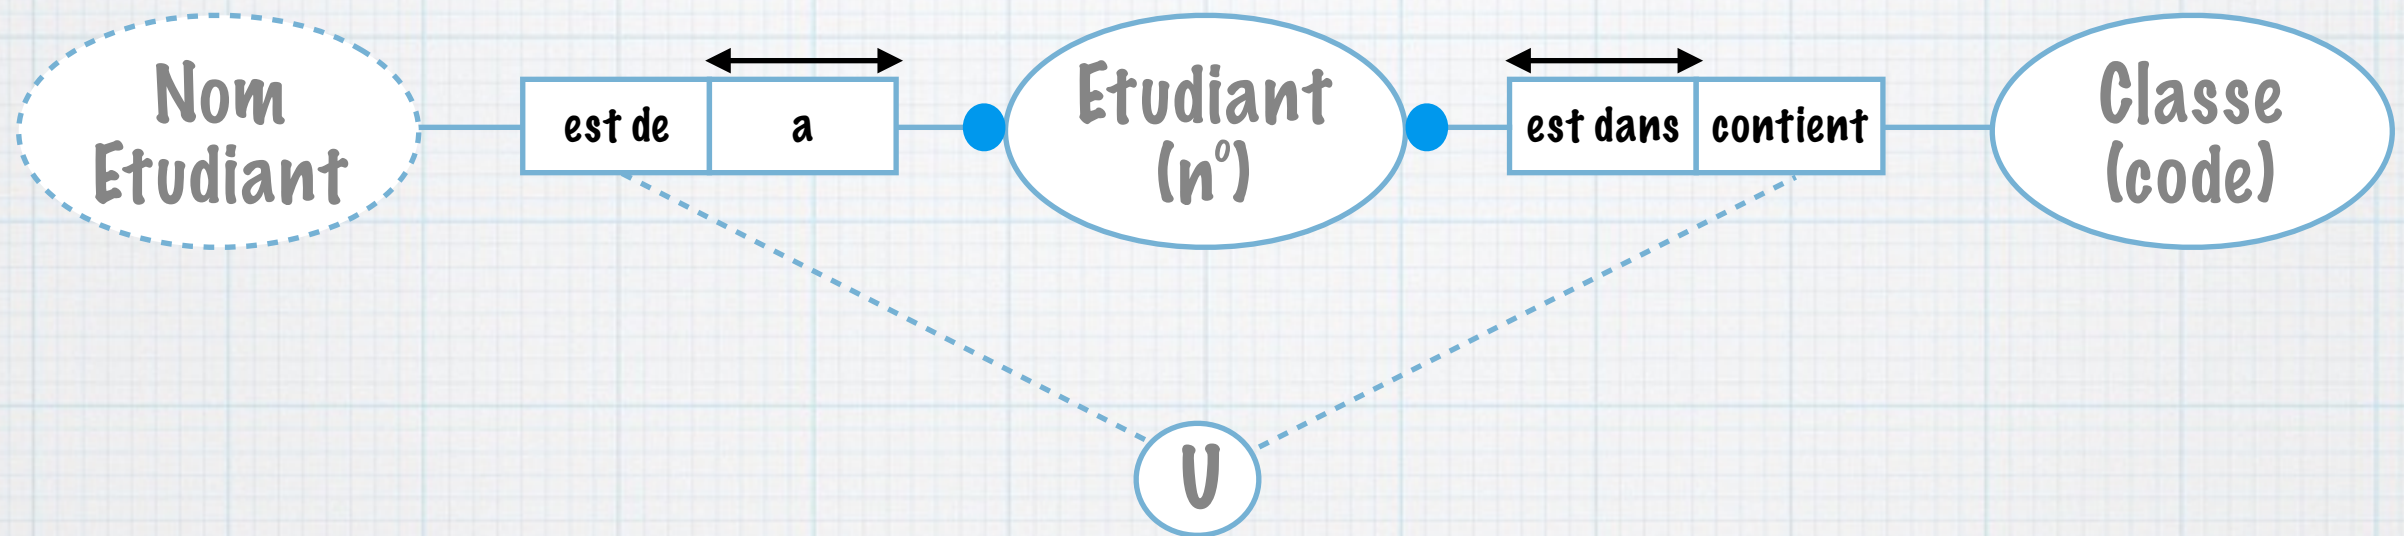 Nom
Etudiant
est de
a
Etudiant
(n°)
est dans
contient
Classe
(code)
U